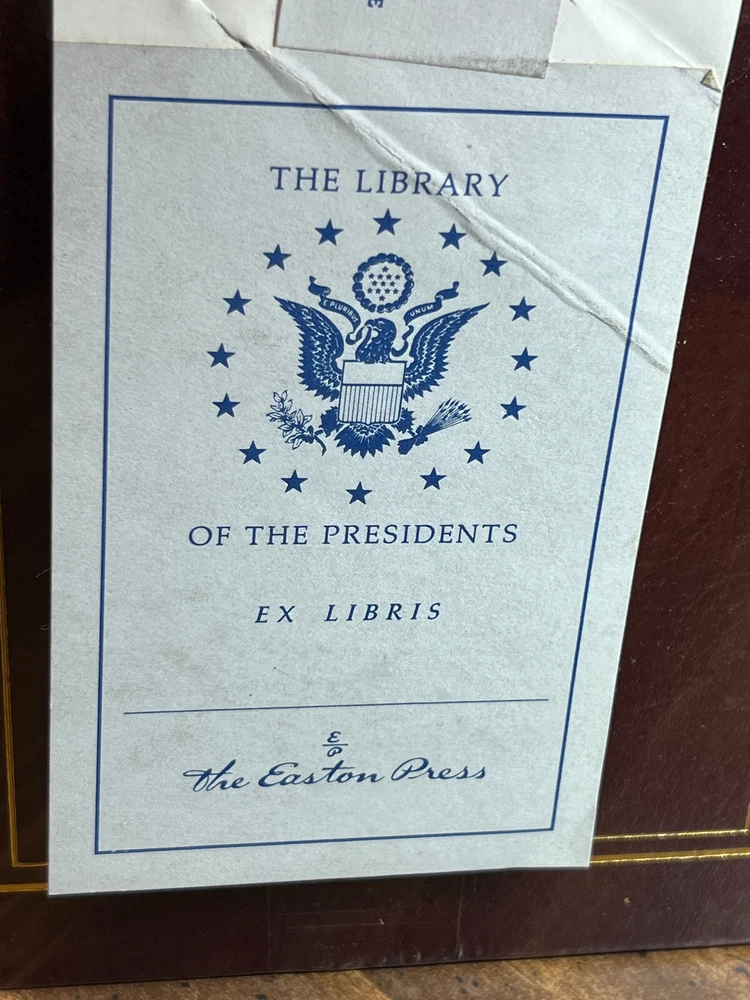 E
THE LIBRARY
E PLURIBUS UNUM
OF THE PRESIDENTS
EX LIBRIS
E
P
the Easton Press